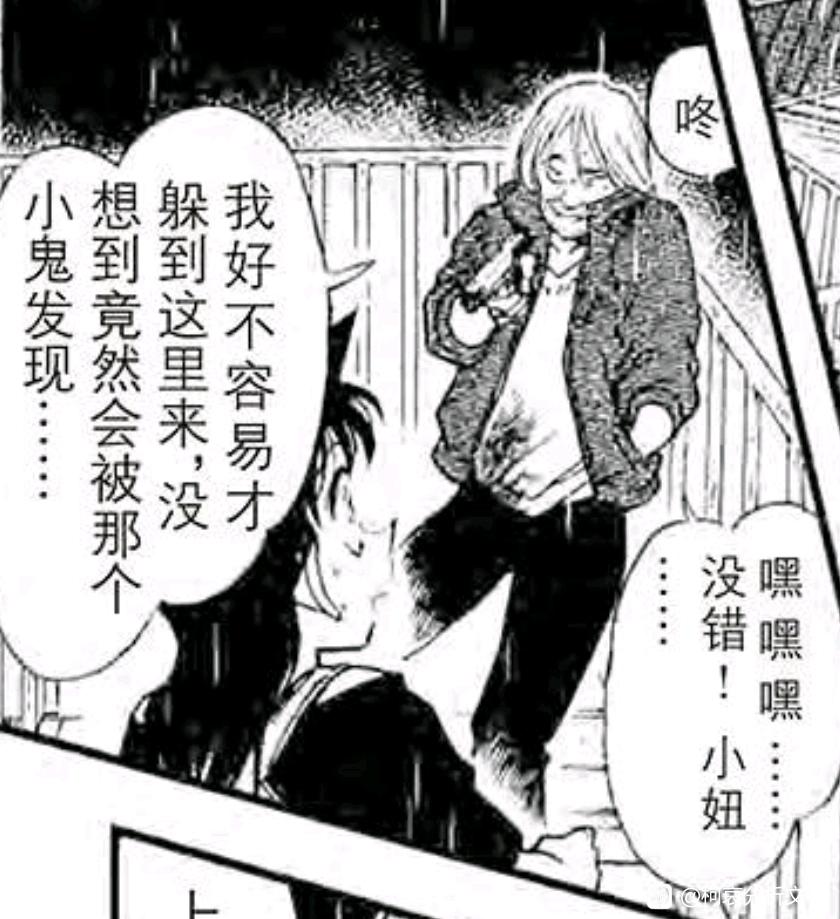 咚
嘿嘿嘿……
没错！小妞
……
我好不容易才
躲到这里来，没
想到竟然会被那个
小鬼发现……
上